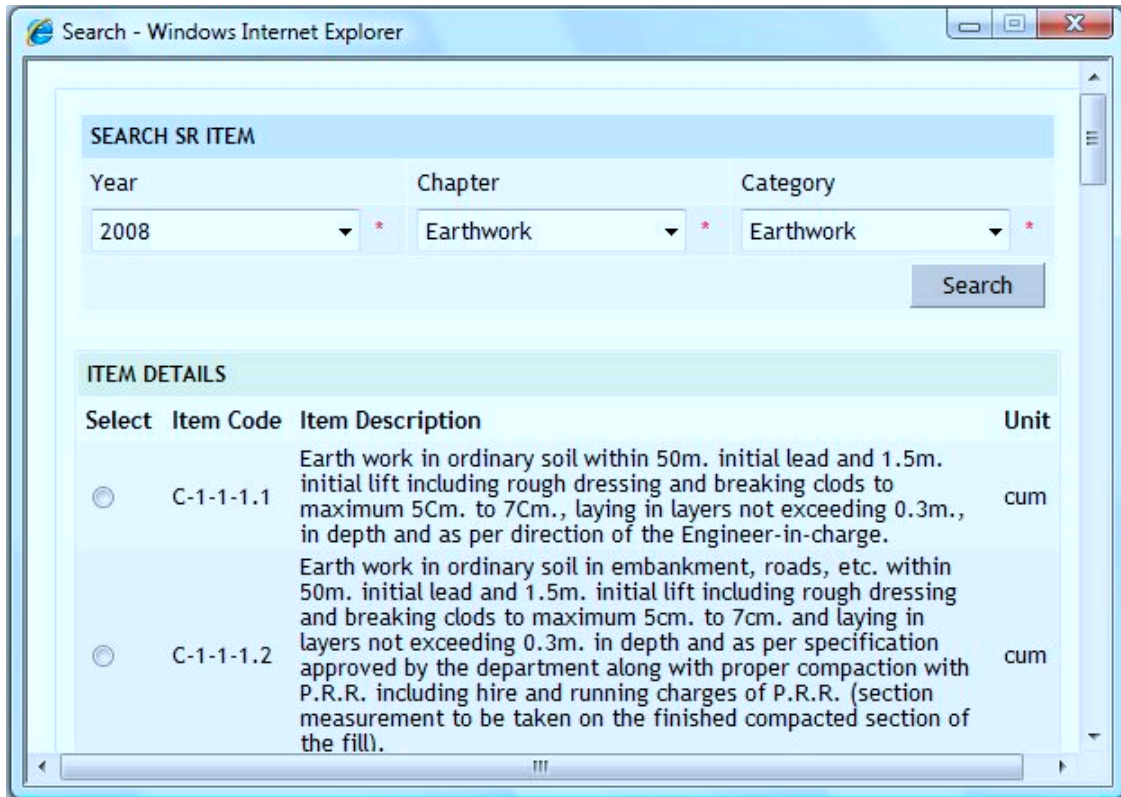 Search - Windows Internet Explorer
SEARCH SR ITEM
Year Chapter Category
2008 * Earthwork * Earthwork *
Search
ITEM DETAILS
Select Item Code Item Description Unit
Earth work in ordinary soil within 50m. initial lead and 1.5m.
initial lift including rough dressing and breaking clods to
C-1-1-1.1 maximum 5Cm. to 7Cm., laying in layers not exceeding 0.3m., cum
in depth and as per direction of the Engineer-in-charge.
Earth work in ordinary soil in embankment, roads, etc. within
50m. initial lead and 1.5m. initial lift including rough dressing
and breaking clods to maximum 5cm. to 7cm. and laying in
layers not exceeding 0.3m. in depth and as per specification
C-1-1-1.2 approved by the department along with proper compaction with cum
P.R.R. including hire and running charges of P.R.R. (section
measurement to be taken on the finished compacted section of
the fill).